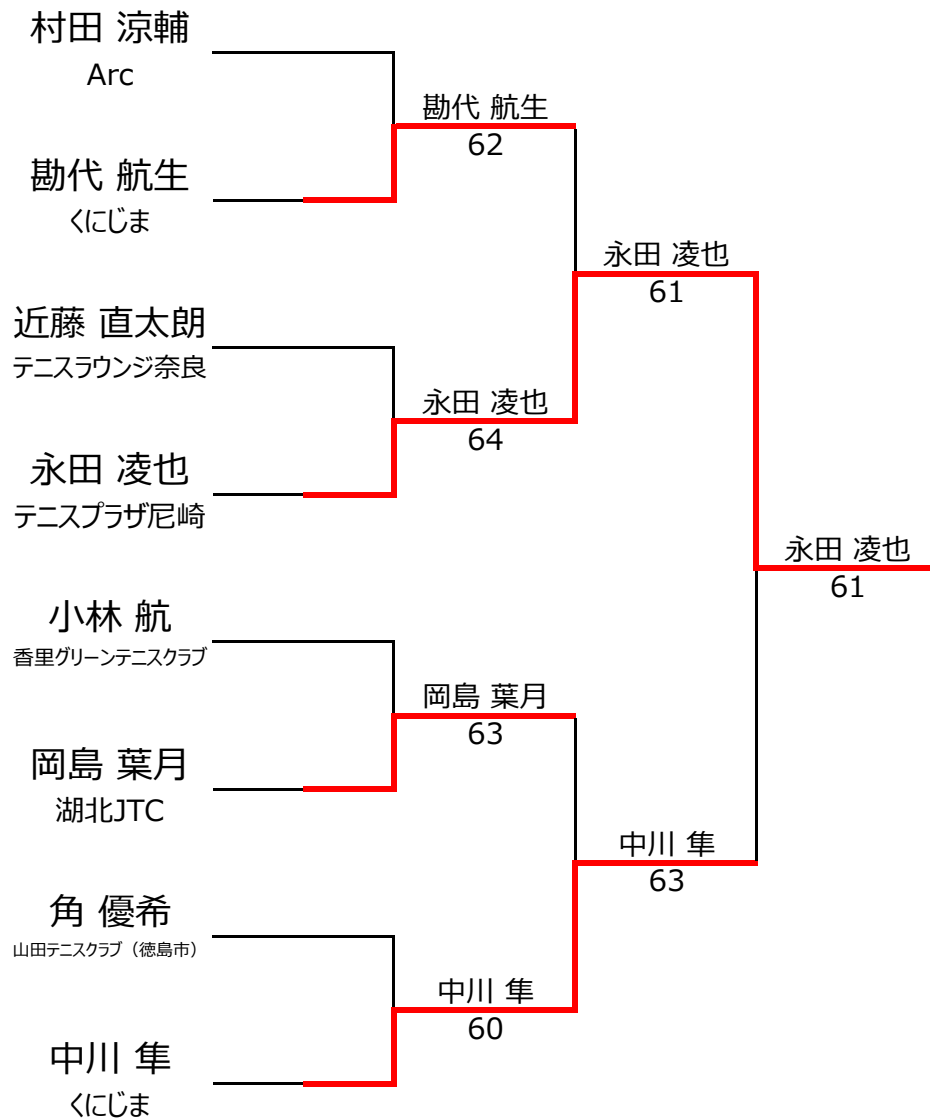 村田 涼輔
Arc
勘代 航生
62
勘代 航生
くにじま
永田 凌也
61
近藤 直太朗
テニスラウンジ奈良
永田 凌也
64
永田 凌也
テニスプラザ尼崎
永田 凌也
61
小林 航
香里グリーンテニスクラブ
岡島 葉月
63
岡島 葉月
湖北JTC
中川 隼
63
角 優希
山田テニスクラブ（徳島市）
中川 隼
60
中川 隼
くにじま